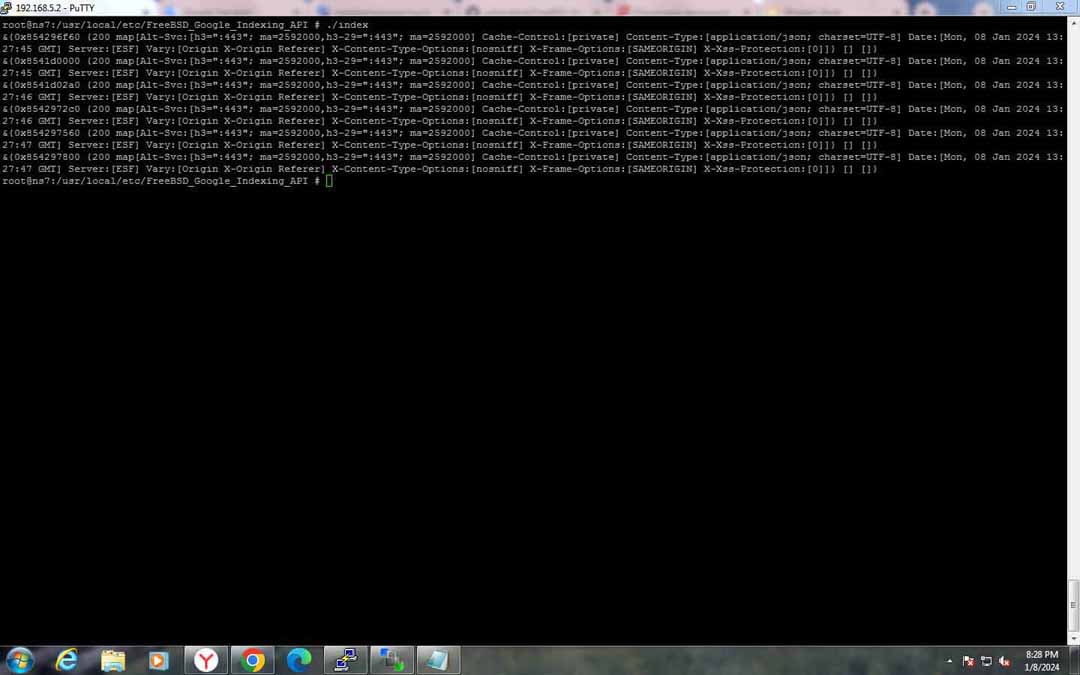 192.168.5.2 - PuTTY
root@ns7:/usr/local/etc/FreeBSD_Google_Indexing_API # ./index
&{0x854296f60 {200 map[Alt-Svc:[h3=":443"; ma=2592000,h3-29=":443"; ma=2592000] Cache-Control:[private] Content-Type:[application/json; charset=UTF-8] Date:[Mon, 08 Jan 2024 13:
27:45 GMT] Server:[ESF] Vary:[Origin X-Origin Referer] X-Content-Type-Options:[nosniff] X-Frame-Options:[SAMEORIGIN] X-Xss-Protection:[0]]} [] []}
&{0x8541d0000 {200 map[Alt-Svc:[h3=":443"; ma=2592000,h3-29=":443"; ma=2592000] Cache-Control:[private] Content-Type:[application/json; charset=UTF-8] Date:[Mon, 08 Jan 2024 13:
27:45 GMT] Server:[ESF] Vary:[Origin X-Origin Referer] X-Content-Type-Options:[nosniff] X-Frame-Options:[SAMEORIGIN] X-Xss-Protection:[0]]} [] []}
&{0x8541d02a0 {200 map[Alt-Svc:[h3=":443"; ma=2592000,h3-29=":443"; ma=2592000] Cache-Control:[private] Content-Type:[application/json; charset=UTF-8] Date:[Mon, 08 Jan 2024 13:
27:46 GMT] Server:[ESF] Vary:[Origin X-Origin Referer] X-Content-Type-Options:[nosniff] X-Frame-Options:[SAMEORIGIN] X-Xss-Protection:[0]]} [] []}
&{0x8542972c0 {200 map[Alt-Svc:[h3=":443"; ma=2592000,h3-29=":443"; ma=2592000] Cache-Control:[private] Content-Type:[application/json; charset=UTF-8] Date:[Mon, 08 Jan 2024 13:
27:46 GMT] Server:[ESF] Vary:[Origin X-Origin Referer] X-Content-Type-Options:[nosniff] X-Frame-Options:[SAMEORIGIN] X-Xss-Protection:[0]]} [] []}
&{0x854297560 {200 map[Alt-Svc:[h3=":443"; ma=2592000,h3-29=":443"; ma=2592000] Cache-Control:[private] Content-Type:[application/json; charset=UTF-8] Date:[Mon, 08 Jan 2024 13:
27:47 GMT] Server:[ESF] Vary:[Origin X-Origin Referer] X-Content-Type-Options:[nosniff] X-Frame-Options:[SAMEORIGIN] X-Xss-Protection:[0]]} [] []}
&{0x854297800 {200 map[Alt-Svc:[h3=":443"; ma=2592000,h3-29=":443"; ma=2592000] Cache-Control:[private] Content-Type:[application/json; charset=UTF-8] Date:[Mon, 08 Jan 2024 13:
27:47 GMT] Server:[ESF] Vary:[Origin X-Origin Referer] X-Content-Type-Options:[nosniff] X-Frame-Options:[SAMEORIGIN] X-Xss-Protection:[0]]} [] []}
root@ns7:/usr/local/etc/FreeBSD_Google_Indexing_API #
8:28 PM
1/8/2024